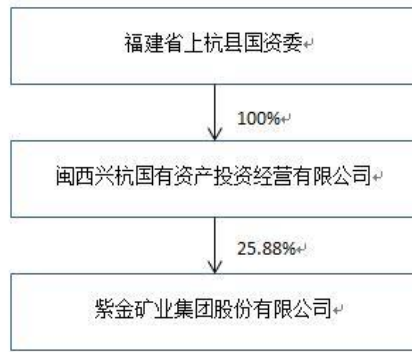 福建省上杭县国资委
100%
闽西兴杭国有资产投资经营有限公司
25.88%
紫金矿业集团股份有限公司